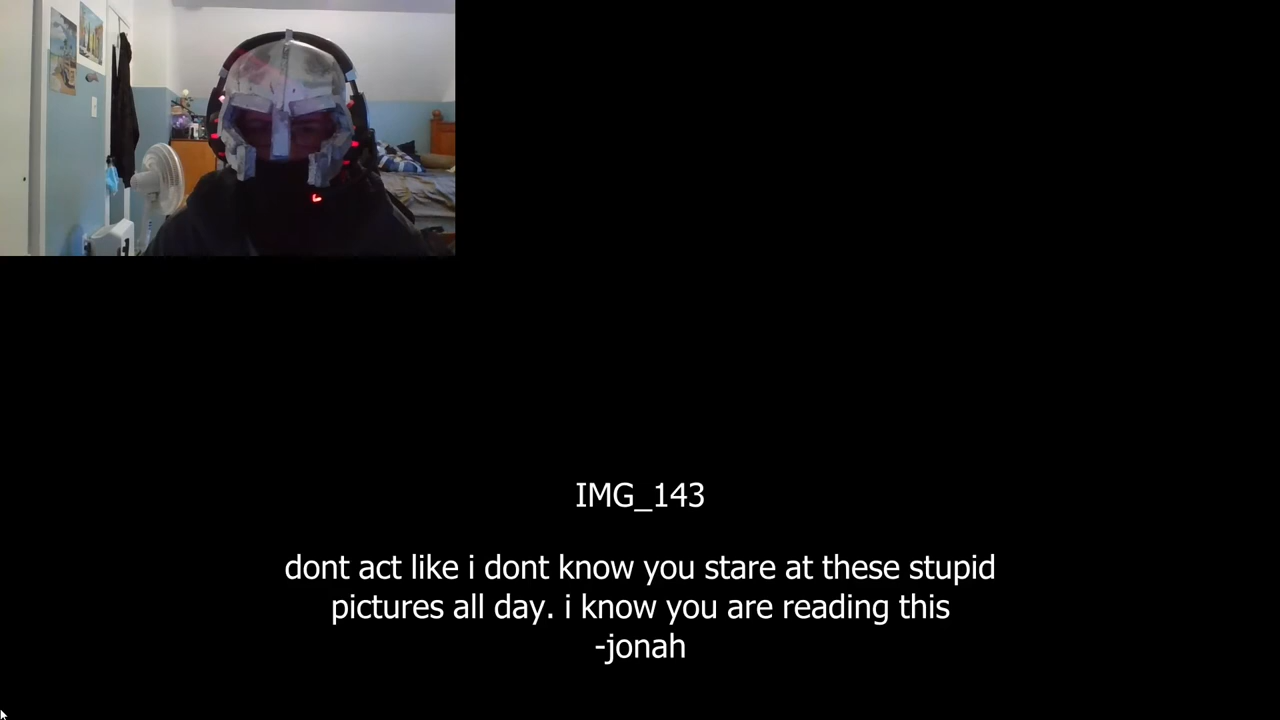 IMG_143
dont act like i dont know you stare at these stupid
pictures all day. i know you are reading this
-jonah